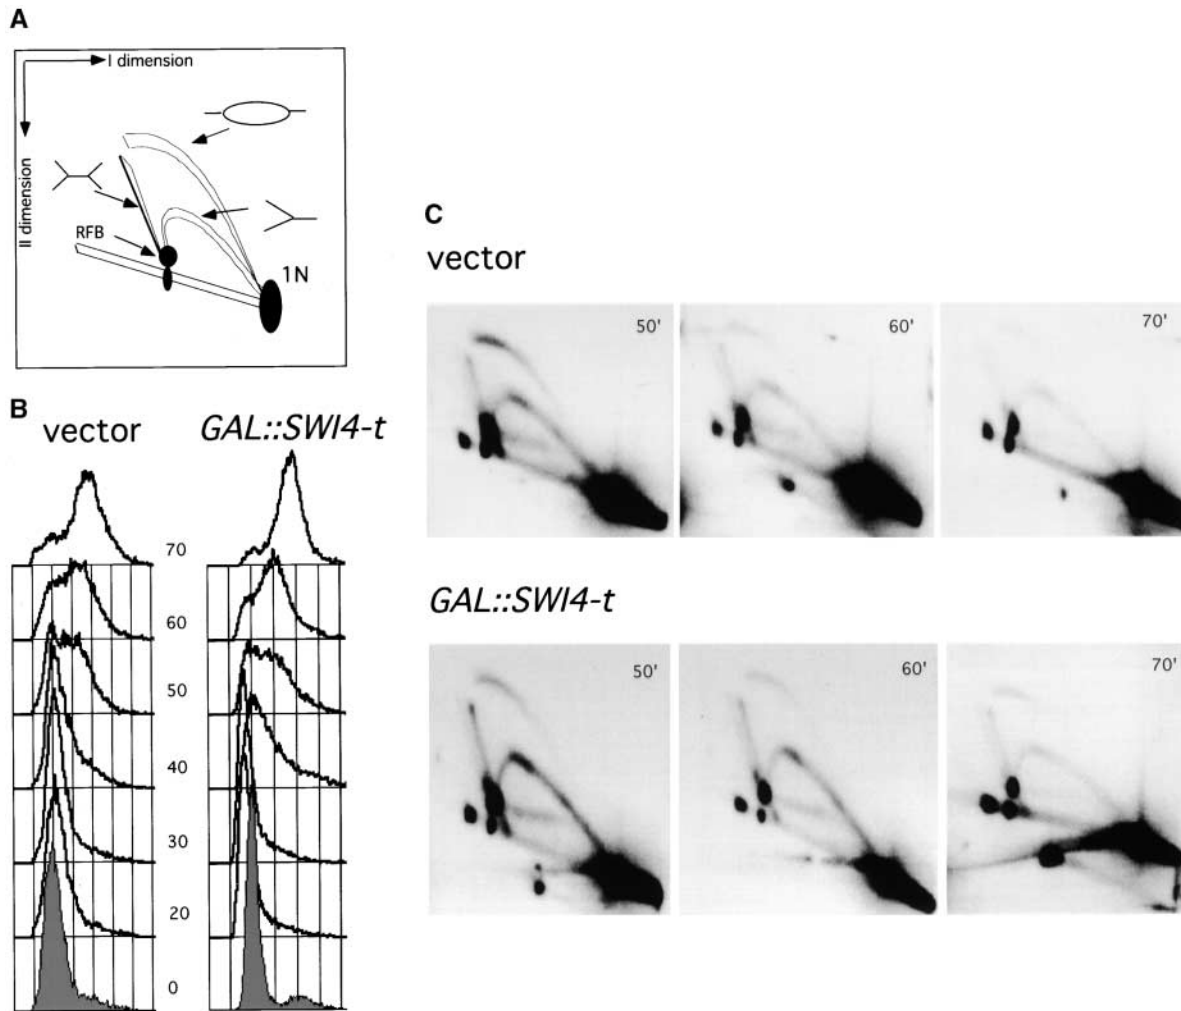 A
I dimension
II dimension
RFB
1N
B
vector
GAL::SWI4-t
70
60
50
40
30
20
0
C
vector
50'
60'
70'
GAL::SWI4-t
50'
60'
70'